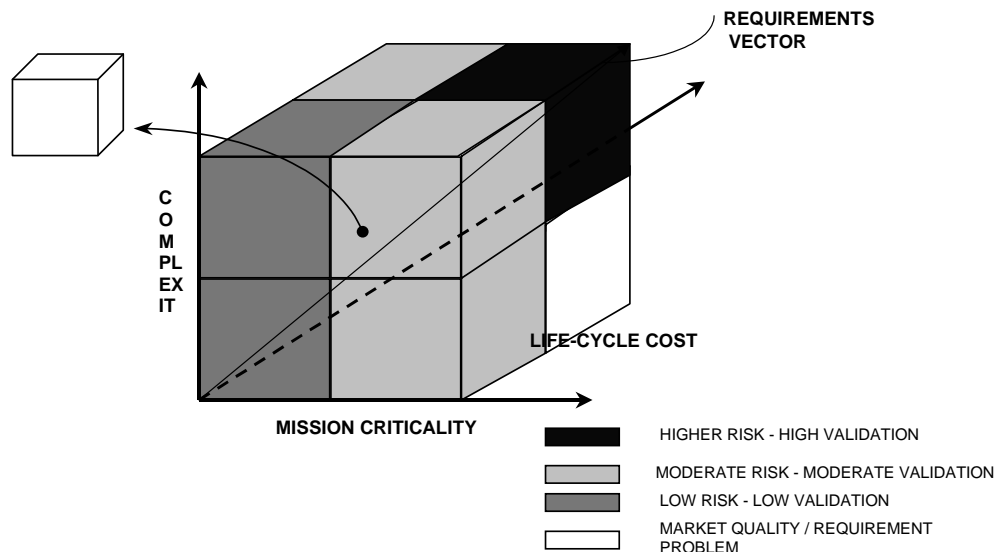 REQUIREMENTS
VECTOR
C
O
M
PL
EX
IT
LIFE-CYCLE COST
MISSION CRITICALITY
HIGHER RISK - HIGH VALIDATION
MODERATE RISK - MODERATE VALIDATION
LOW RISK - LOW VALIDATION
MARKET QUALITY / REQUIREMENT
PROBLEM